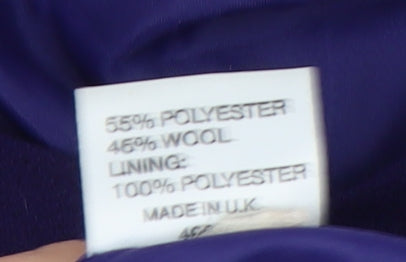 55% POLYESTER
45% WOOL
LINING:
100% POLYESTER
MADE IN U.K.